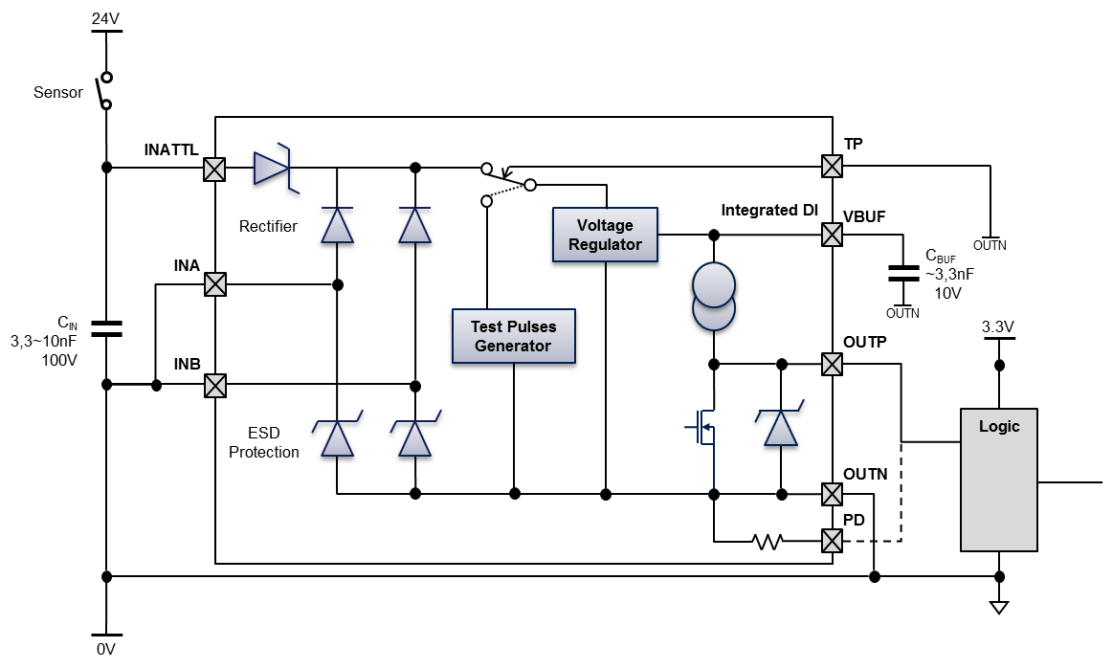 24V
Sensor
INATTL
TP
Rectifier
Integrated DI
VBUF
Voltage
Regulator
OUTN
INA
CBUF
~3,3nF
10V
OUTN
CIN
3,3~10nF
100V
Test Pulses
Generator
3.3V
OUTP
INB
ESD
Protection
Logic
OUTN
PD
0V